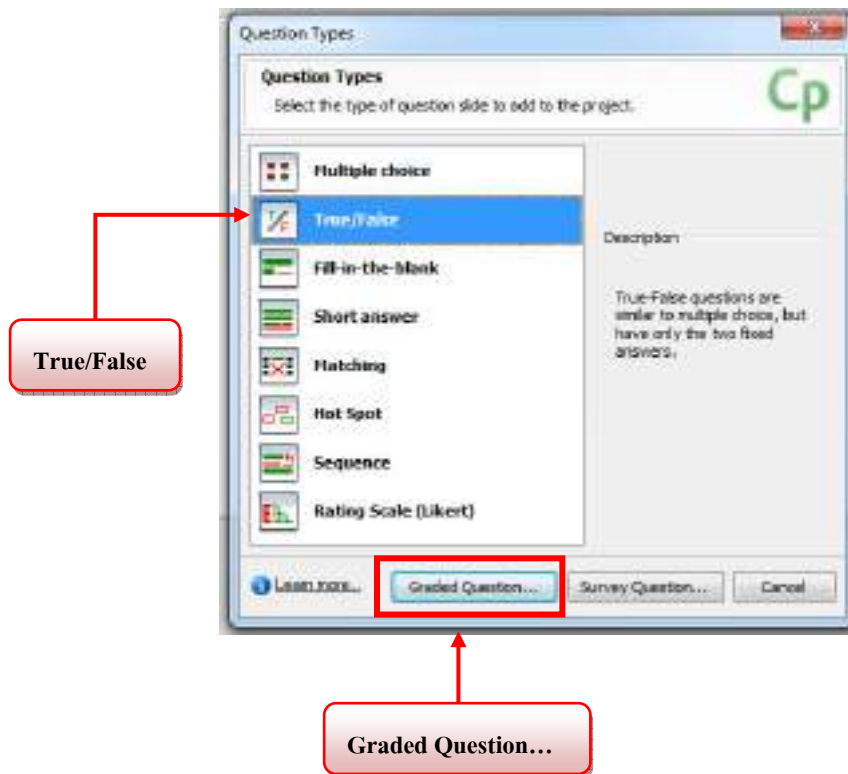 Question Types
Question Types
Select the type of question slide to add to the project.
Cp
Multiple choice
T/F
True/False
Fill-in-the-blank
Short answer
Matching
Hot Spot
Sequence
Rating Scale (Likert)
Description
True-False questions are
similar to multiple choice, but
have only the two fixed
answers.
Learn more...
Graded Question...
Survey Question...
Cancel
True/False
Graded Question…